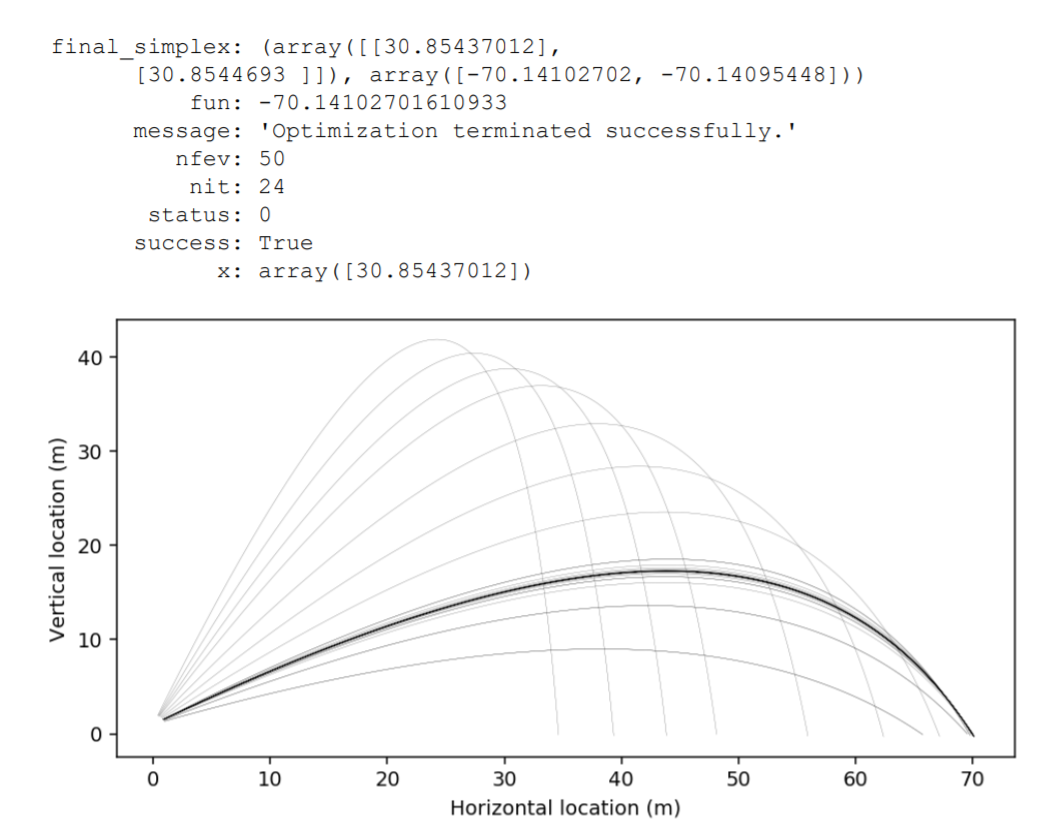 final_simplex: (array([[30.85437012],
[30.8544693 ]]), array([-70.14102702, -70.14095448]))
fun: -70.14102701610933
message: 'Optimization terminated successfully.'
nfev: 50
nit: 24
status: 0
success: True
x: array([30.85437012])
40
30
20
10
0
Vertical location (m)
0 10 20 30 40 50 60 70
Horizontal location (m)